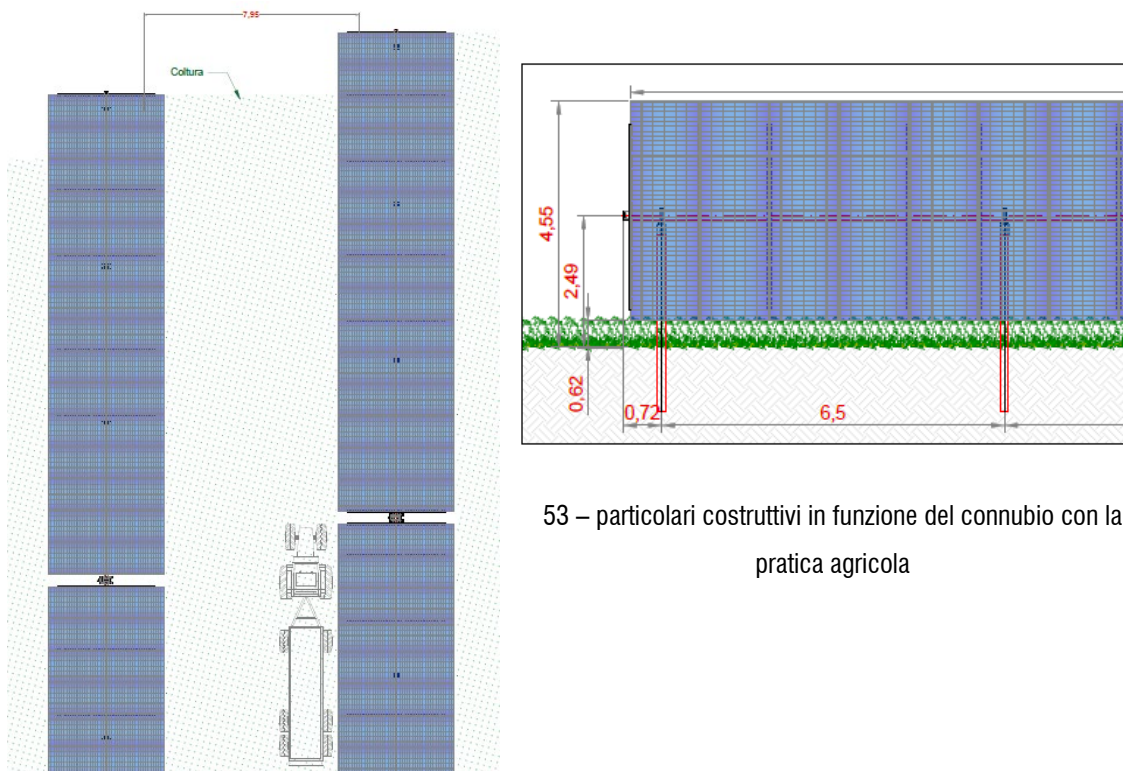 7,95
Coltura
4,55
2,49
0,62
0,72
6,5
53 – particolari costruttivi in funzione del connubio con la
pratica agricola